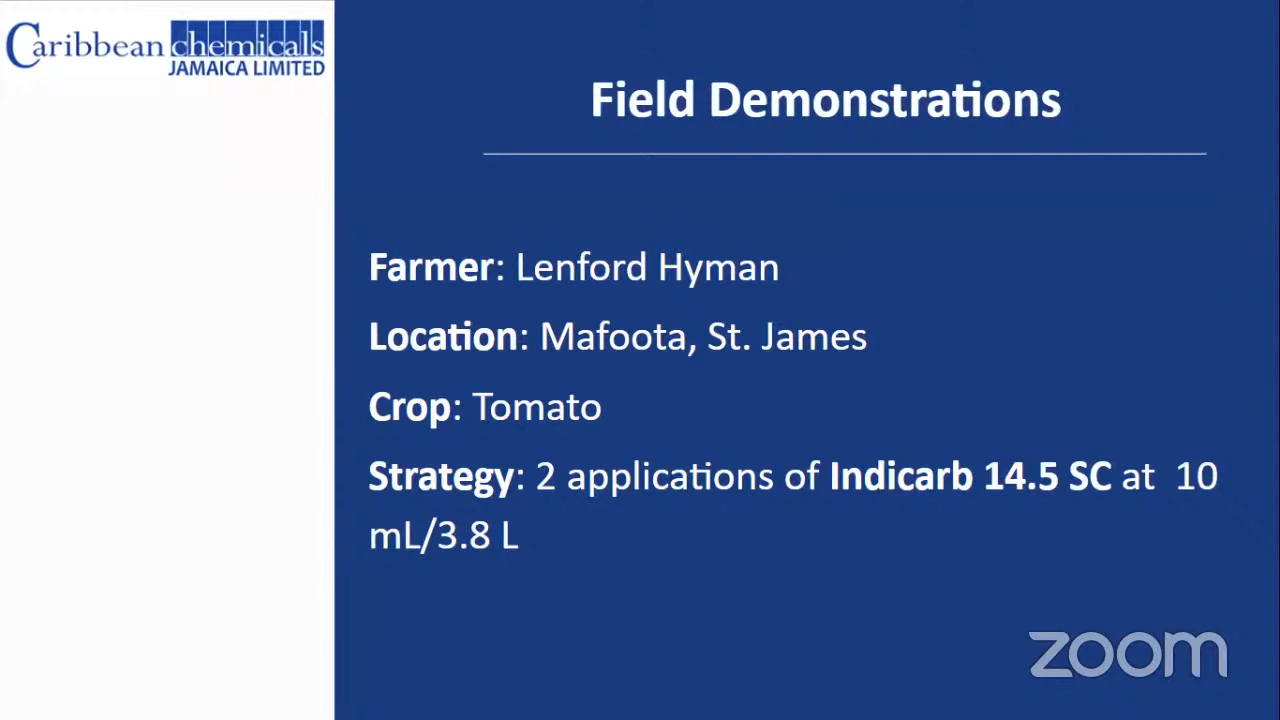 Caribbean chemicals
JAMAICA LIMITED
Field Demonstrations
Farmer: Lenford Hyman
Location: Mafoota, St. James
Crop: Tomato
Strategy: 2 applications of Indicarb 14.5 SC at 10
mL/3.8 L
zoom